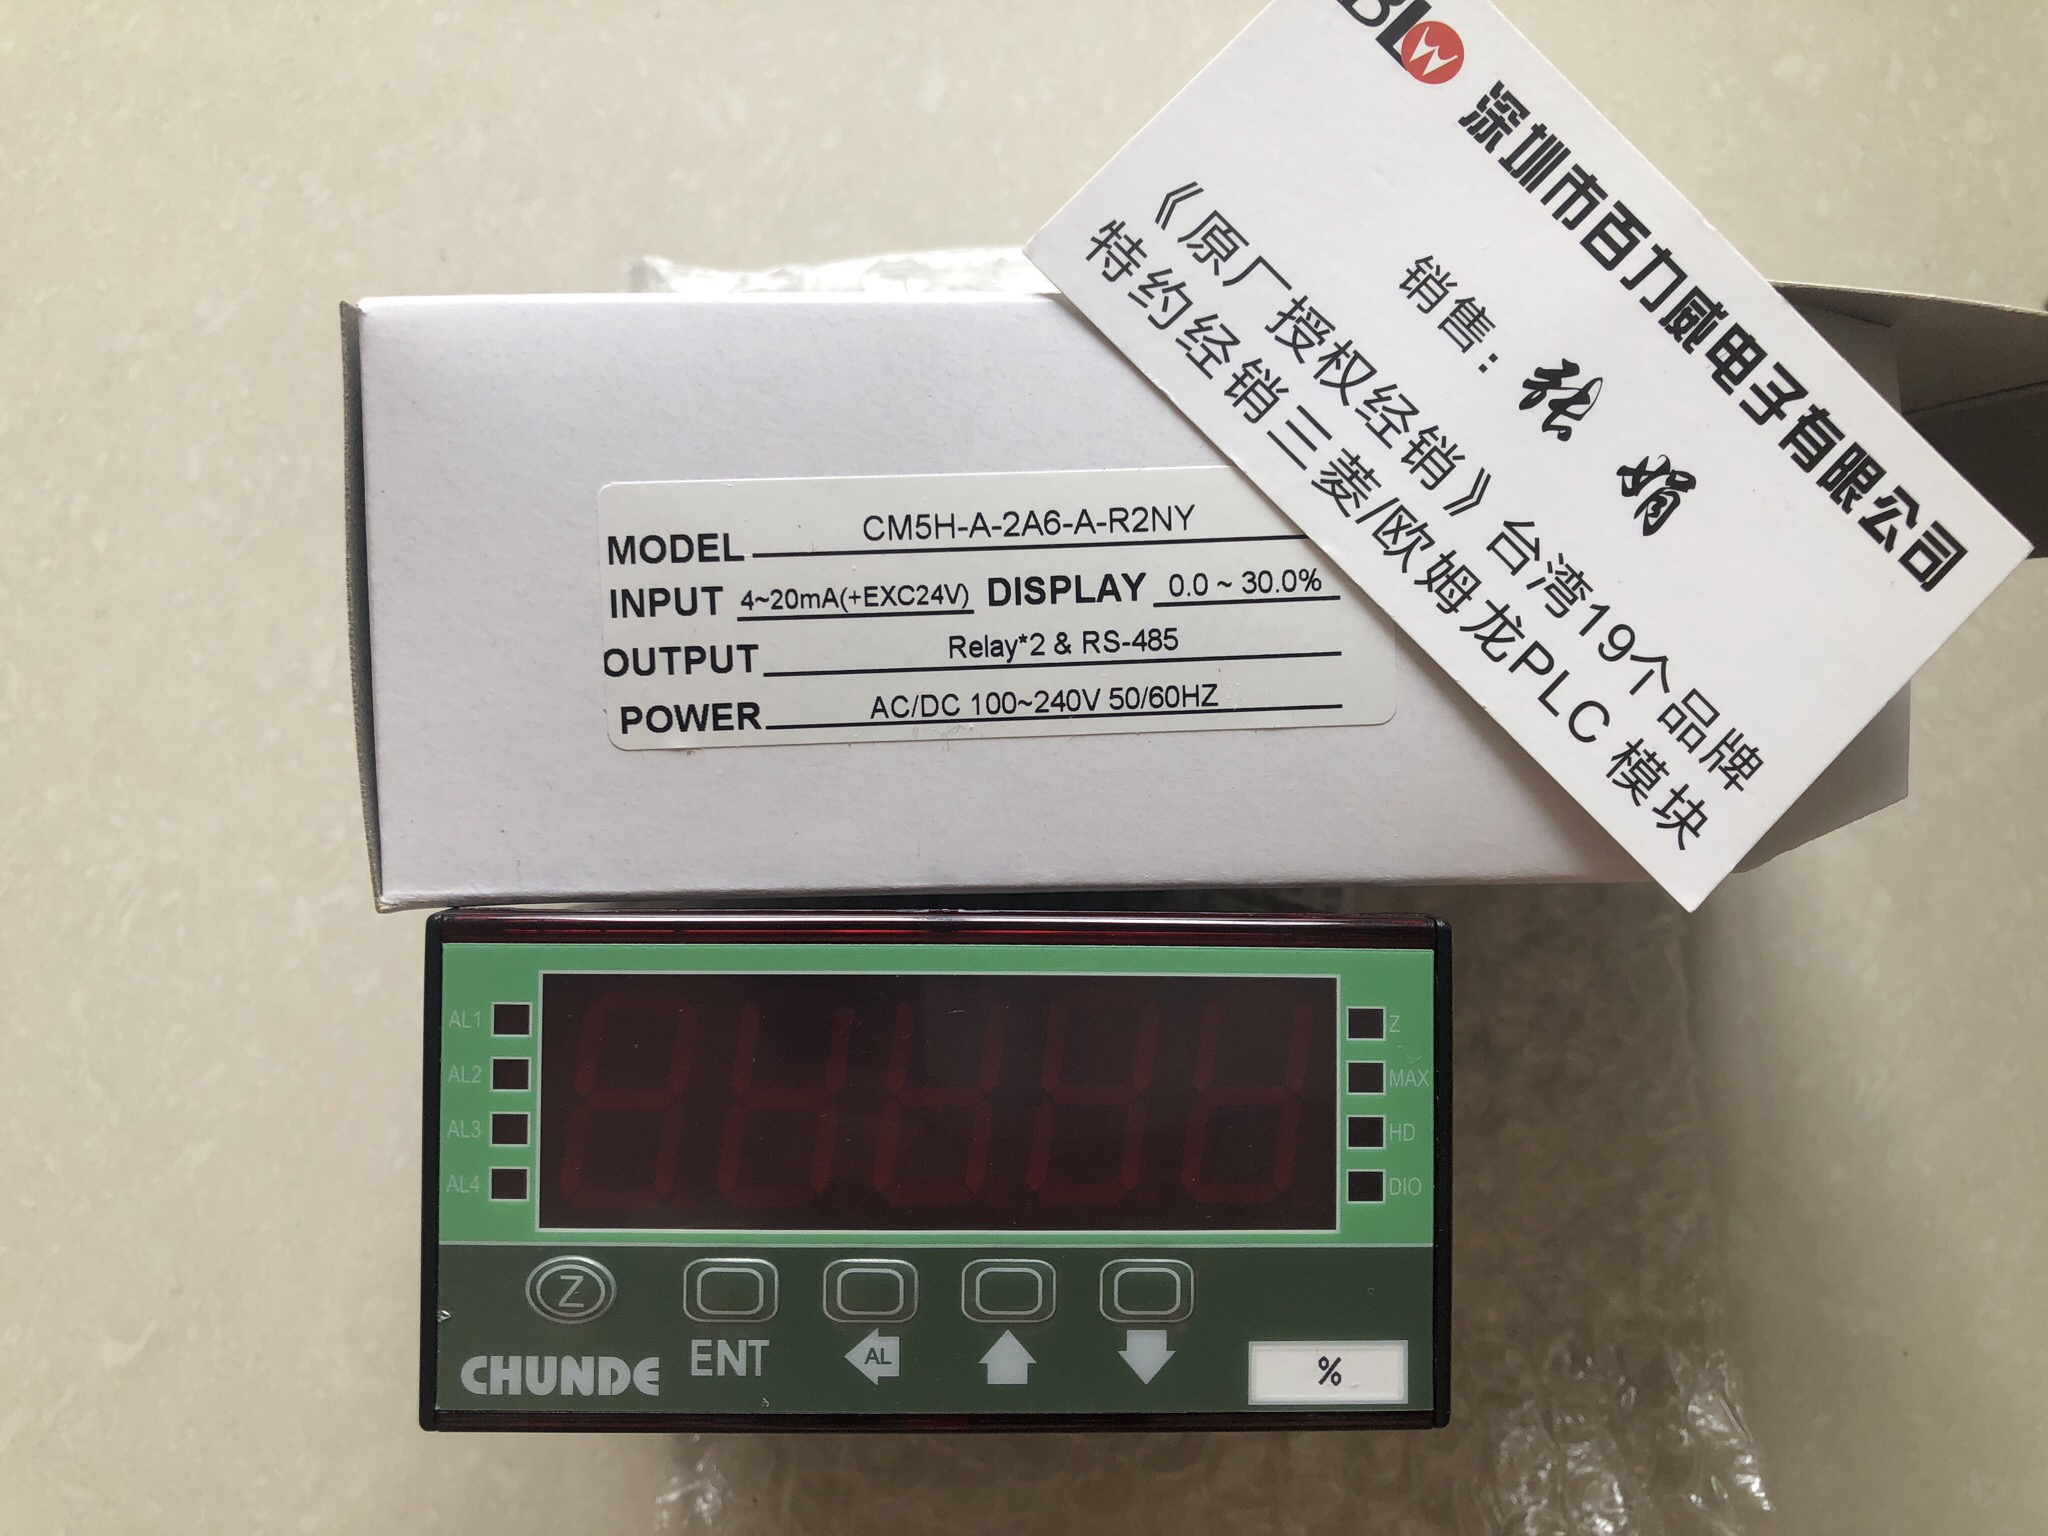 BLW
深圳市百力威电子有限公司
销售：张 娟
《原厂授权经销》台湾19个品牌
特约经销三菱/欧姆龙PLC 模块
MODEL CM5H-A-2A6-A-R2NY
INPUT 4~20mA(+EXC24V) DISPLAY 0.0 ~ 30.0%
OUTPUT Relay*2 & RS-485
POWER AC/DC 100~240V 50/60HZ
AL1
AL2
AL3
AL4
Z
MAX
HD
DIO
Z
ENT
AL
CHUNDE
%